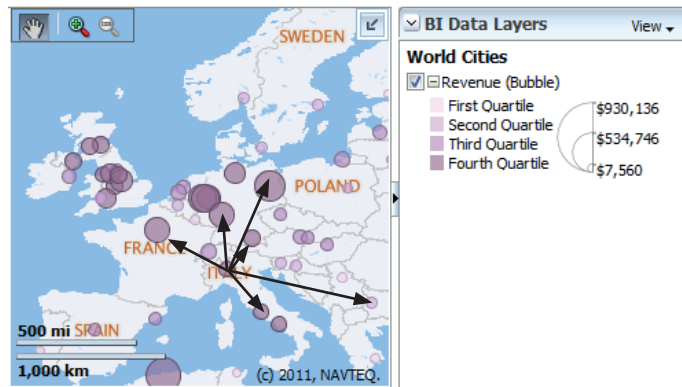 SWEDEN
POLAND
FRANCE
ITALY
SPAIN
500 mi
1,000 km
(c) 2011, NAVTEQ.
BI Data Layers
View
World Cities
Revenue (Bubble)
First Quartile
Second Quartile
Third Quartile
Fourth Quartile
$930,136
$534,746
$7,560